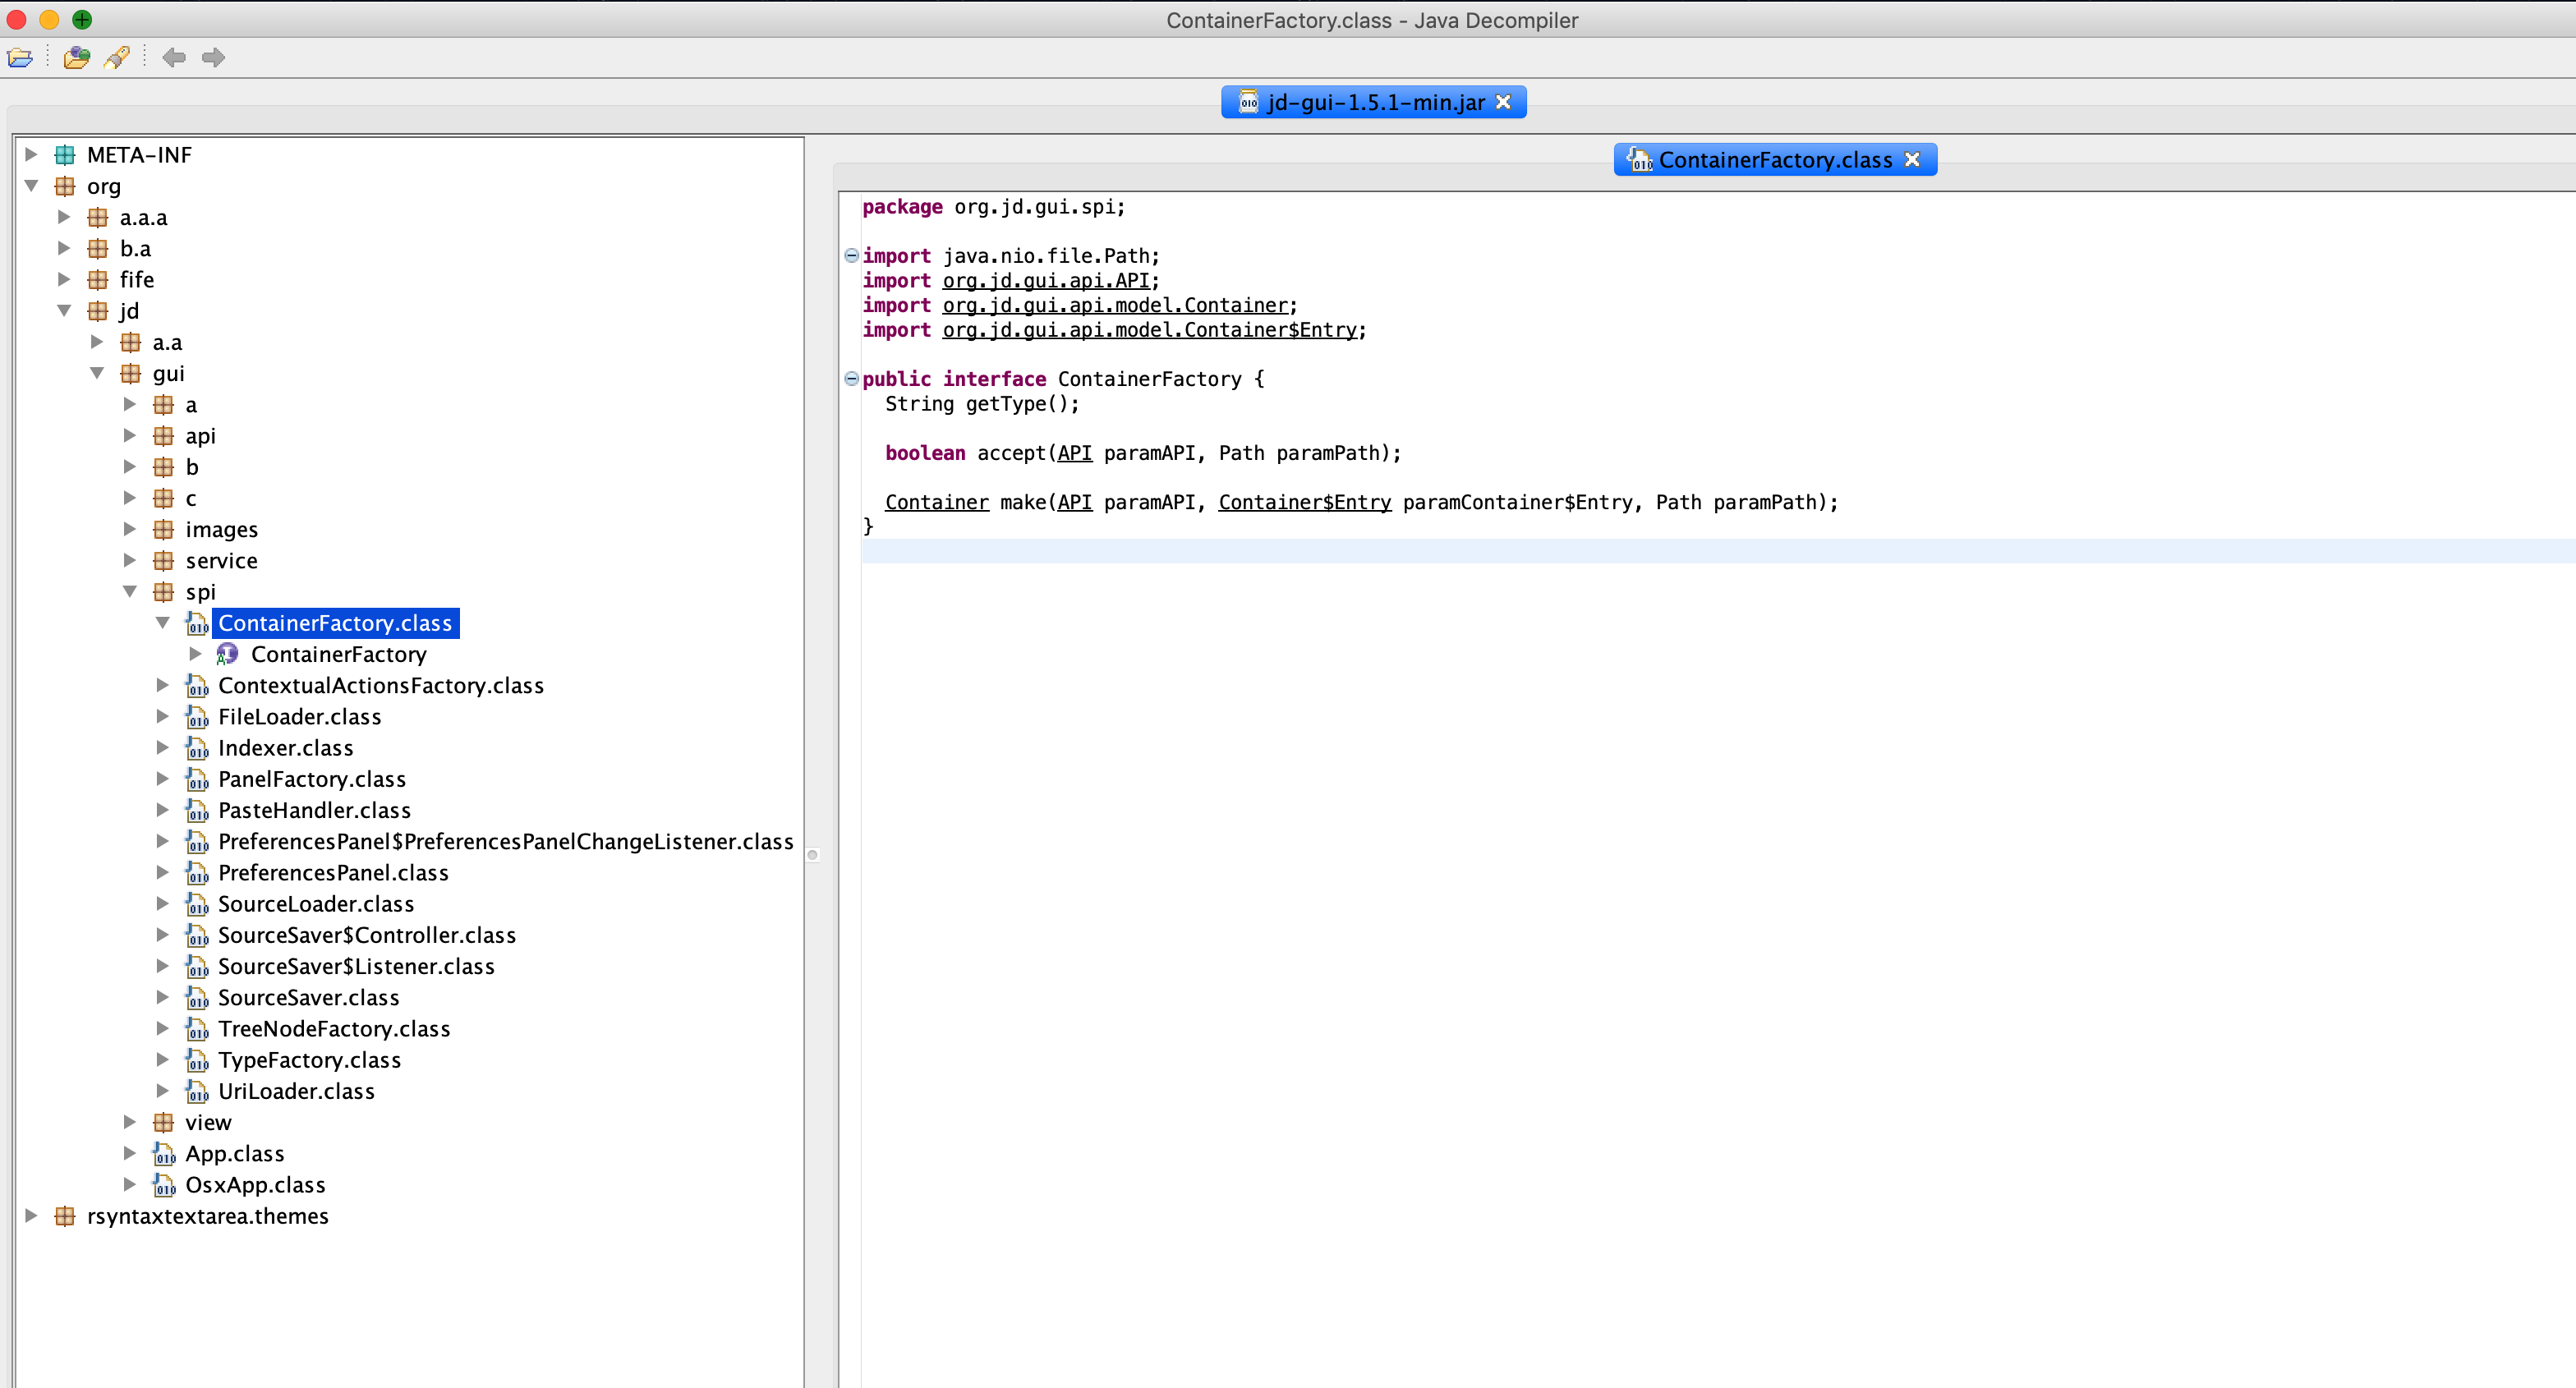 ContainerFactory.class - Java Decompiler
jd-gui-1.5.1-min.jar
META-INF
org
a.a.a
b.a
fife
jd
a.a
gui
a
api
b
c
images
service
spi
ContainerFactory.class
ContainerFactory
ContextualActionsFactory.class
FileLoader.class
Indexer.class
PanelFactory.class
PasteHandler.class
PreferencesPanel$PreferencesPanelChangeListener.class
PreferencesPanel.class
SourceLoader.class
SourceSaver$Controller.class
SourceSaver$Listener.class
SourceSaver.class
TreeNodeFactory.class
TypeFactory.class
UriLoader.class
view
App.class
OsxApp.class
rsyntaxtextarea.themes
ContainerFactory.class
package org.jd.gui.spi;
import java.nio.file.Path;
import org.jd.gui.api.API;
import org.jd.gui.api.model.Container;
import org.jd.gui.api.model.Container$Entry;
public interface ContainerFactory {
String getType();
boolean accept(API paramAPI, Path paramPath);
Container make(API paramAPI, Container$Entry paramContainer$Entry, Path paramPath);
}